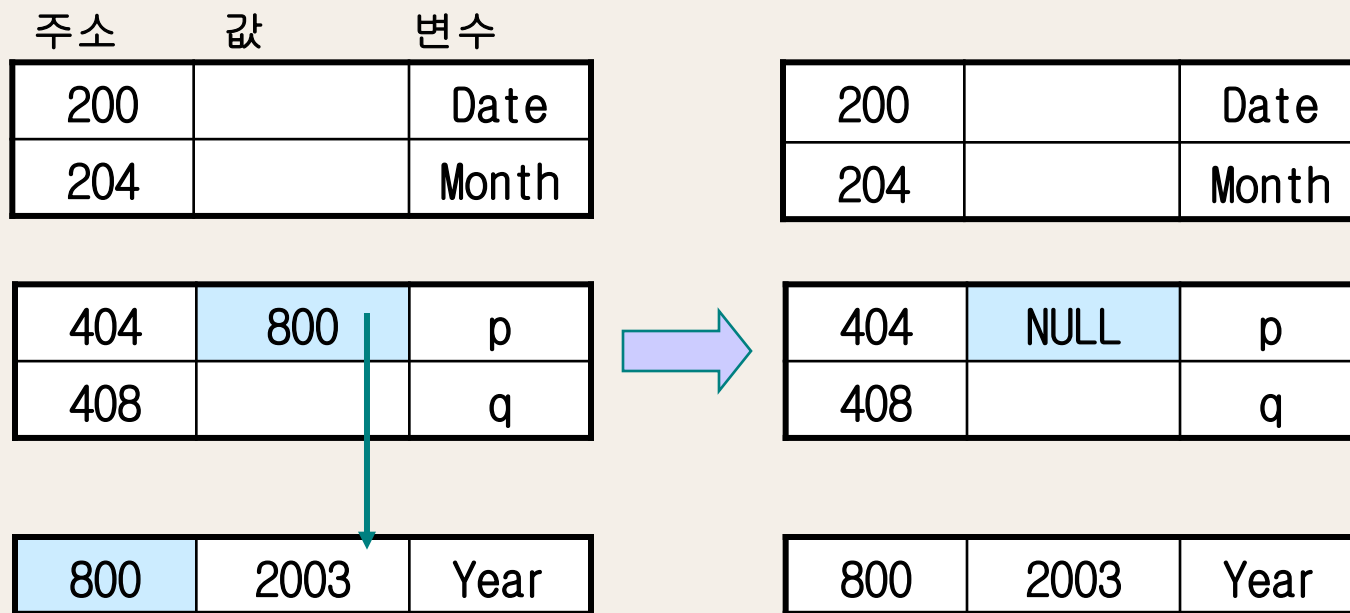 주소 값 변수
200 Date 200 Date
204 Month 204 Month
404 800 p 404 NULL p
408 q 408 q
800 2003 Year 800 2003 Year